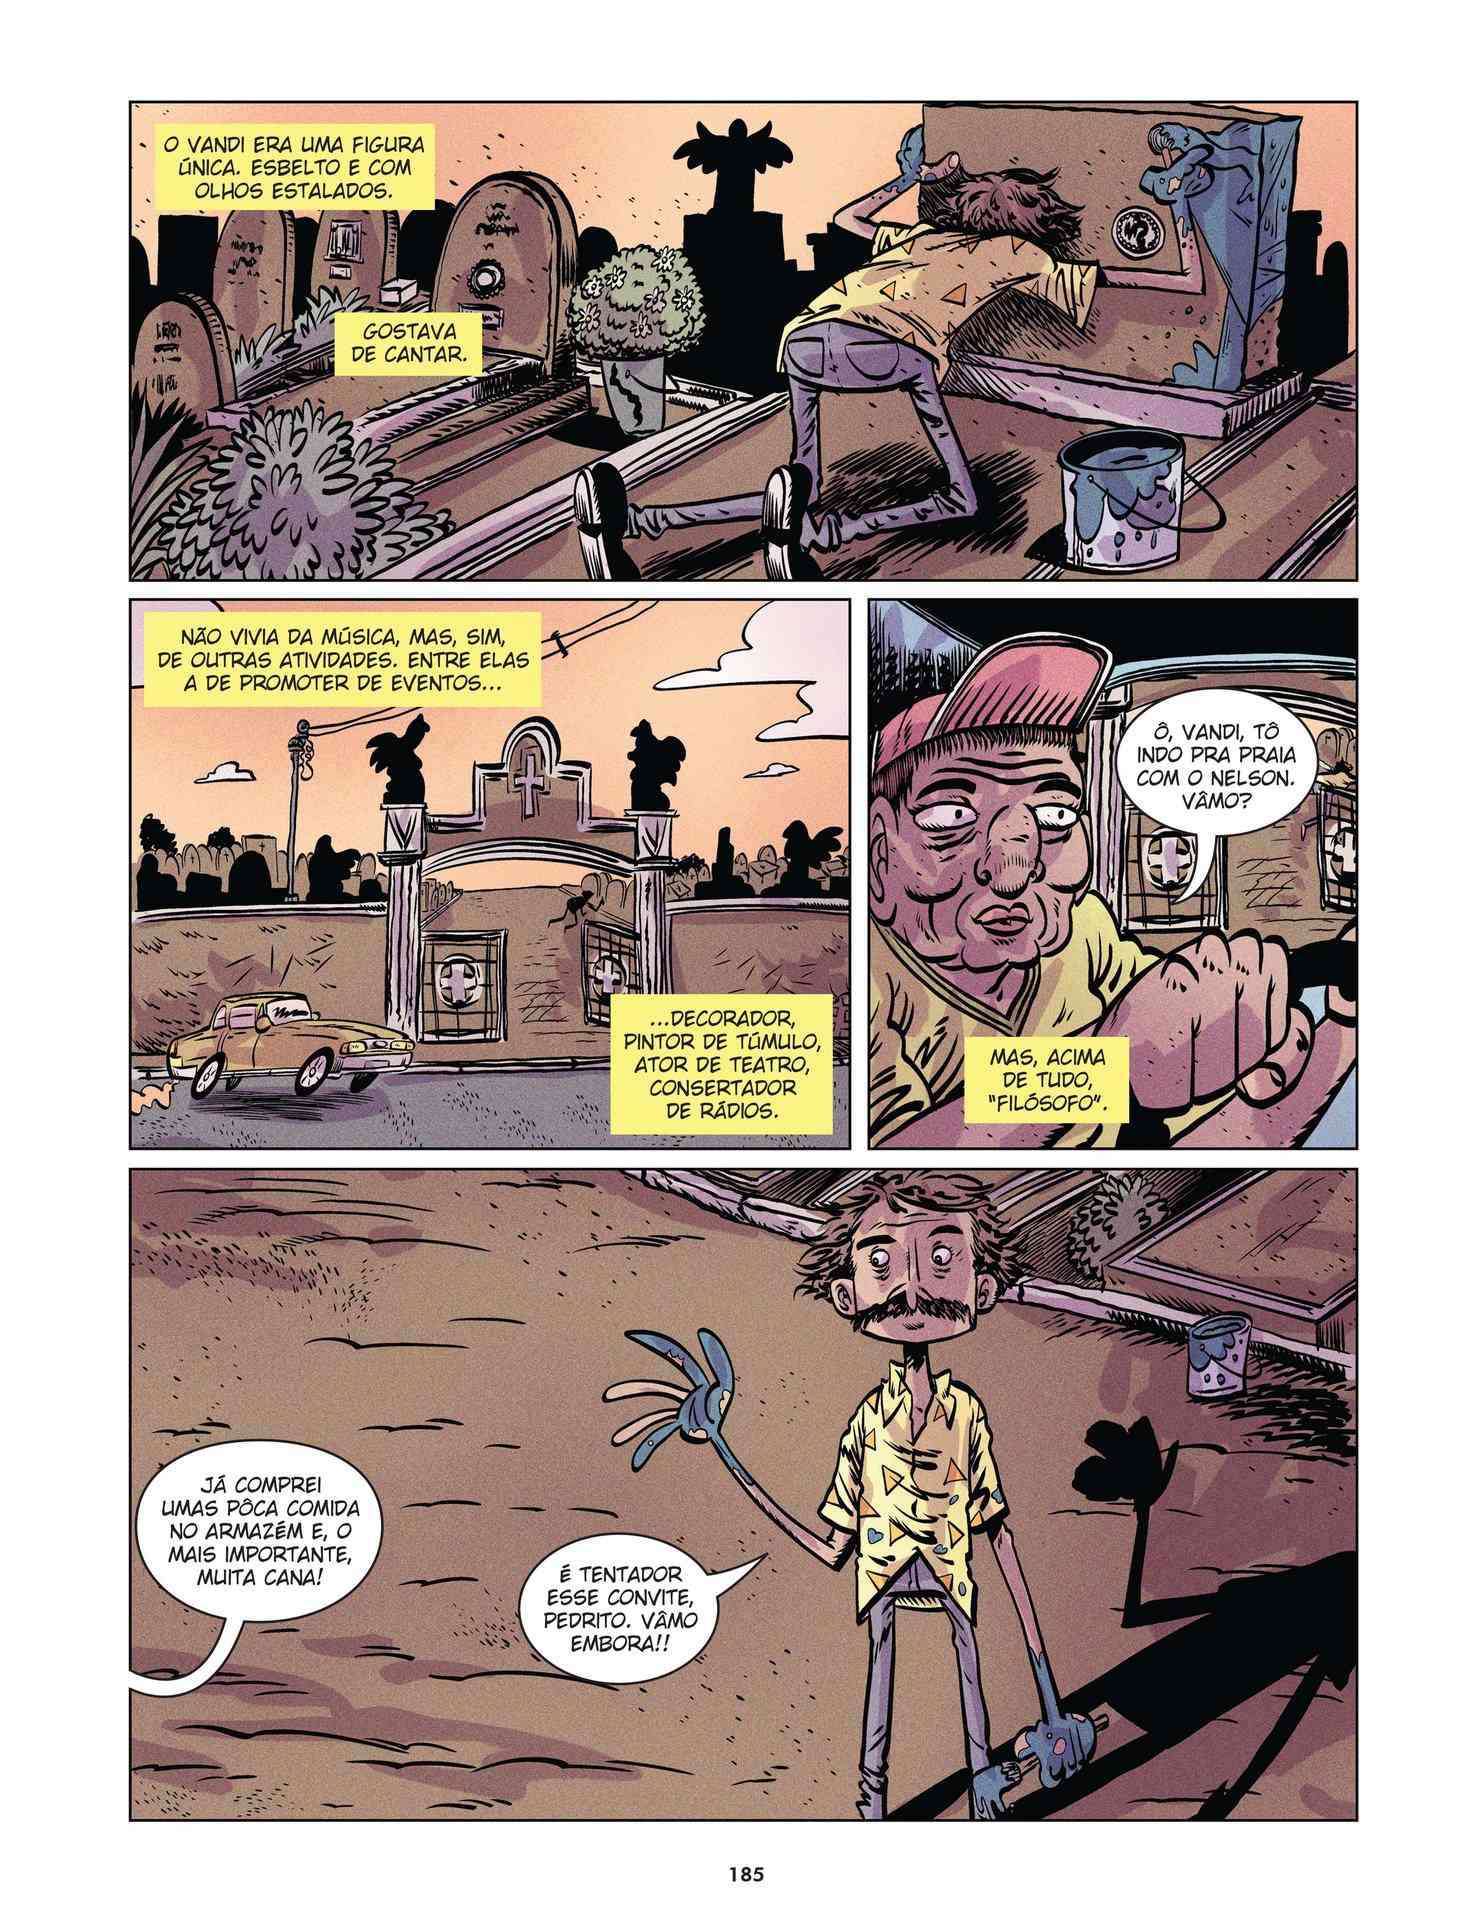 O VANDI ERA UMA FIGURA
ÚNICA. ESBELTO E COM
OLHOS ESTALADOS.
GOSTAVA
DE CANTAR.
NÃO VIVIA DA MÚSICA, MAS, SIM,
DE OUTRAS ATIVIDADES. ENTRE ELAS
A DE PROMOTER DE EVENTOS...
...DECORADOR,
PINTOR DE TÚMULO,
ATOR DE TEATRO,
CONSERTADOR
DE RÁDIOS.
Ô, VANDI, TÔ
INDO PRA PRAIA
COM O NELSON.
VÂMO?
MAS, ACIMA
DE TUDO,
"FILÓSOFO".
JÁ COMPREI
UMAS PÔCA COMIDA
NO ARMAZÉM E, O
MAIS IMPORTANTE,
MUITA CANA!
É TENTADOR
ESSE CONVITE,
PEDRITO. VÂMO
EMBORA!!
185